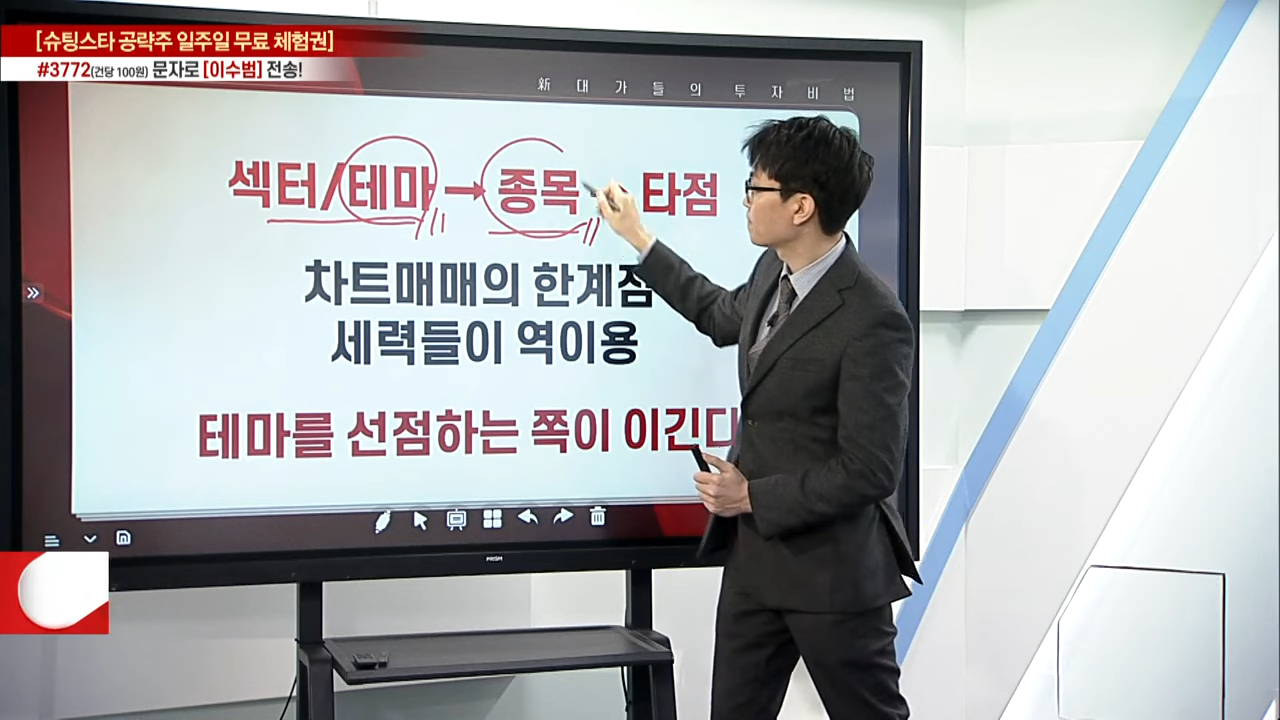 [슈팅스타 공략주 일주일 무료 체험권]
#3772(건당 100원) 문자로 [이수범] 전송!
新 대가들의 투자비법
섹터/테마 → 종목 타점
차트매매의 한계점
세력들이 역이용
테마를 선점하는 쪽이 이긴다
PRISM